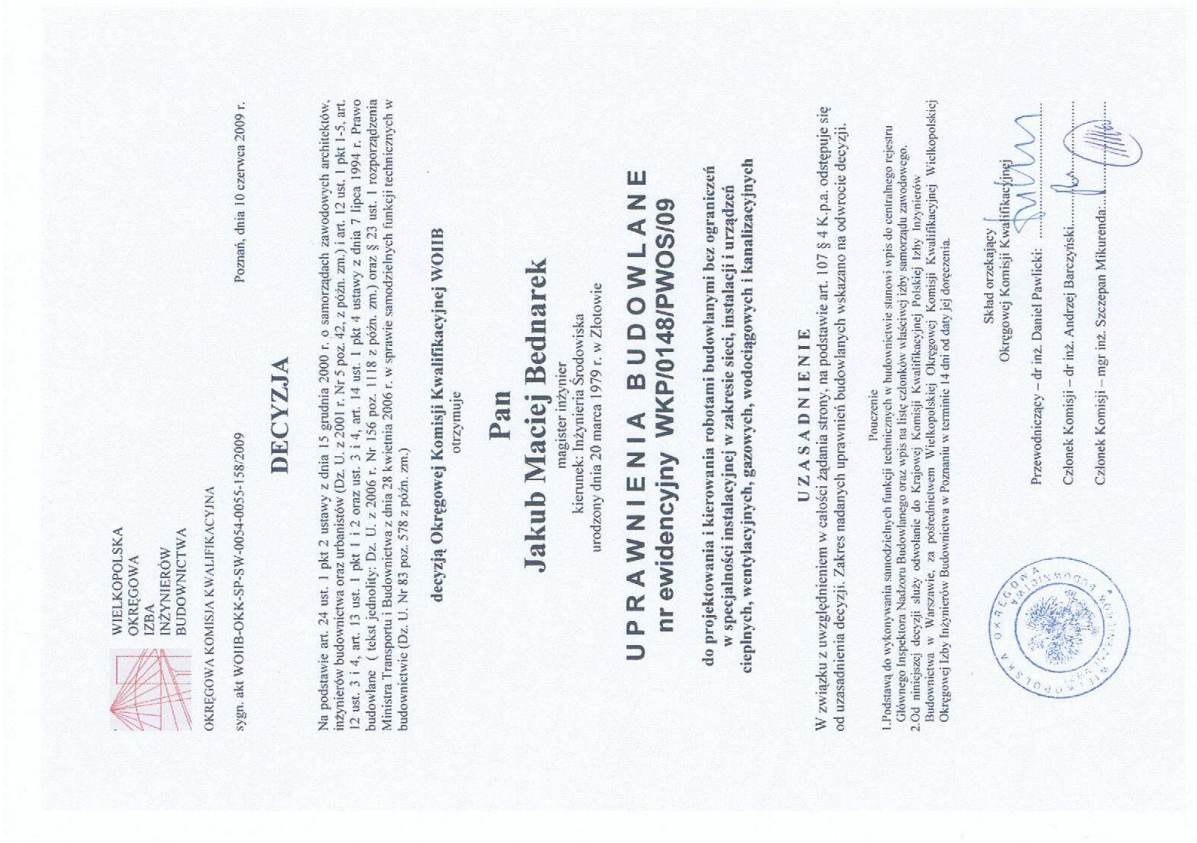 WIELKOPOLSKA
OKRĘGOWA
IZBA
INŻYNIERÓW
BUDOWNICTWA
OKRĘGOWA KOMISJA KWALIFIKACYJNA
sygn. akt WOIIB-OKK-SP-SW-0054-0055-158/2009 Poznań, dnia 10 czerwca 2009 r.
DECYZJA
Na podstawie art. 24 ust. 1 pkt 2 ustawy z dnia 15 grudnia 2000 r. o samorządach zawodowych architektów,
inżynierów budownictwa oraz urbanistów (Dz. U. z 2001 r. Nr 5 poz. 42, z późn. zm.) i art. 12 ust. 1 pkt 1-5, art.
12 ust. 3 i 4, art. 13 ust. 1 pkt 1 i 2 oraz ust. 3 i 4, art. 14 ust. 1 pkt 4 ustawy z dnia 7 lipca 1994 r. Prawo
budowlane ( tekst jednolity: Dz. U. z 2006 r. Nr 156 poz. 1118 z późn. zm.) oraz § 23 ust. 1 rozporządzenia
Ministra Transportu i Budownictwa z dnia 28 kwietnia 2006 r. w sprawie samodzielnych funkcji technicznych w
budownictwie (Dz. U. Nr 83 poz. 578 z późn. zm.)
decyzją Okręgowej Komisji Kwalifikacyjnej WOIIB
otrzymuje
Pan
Jakub Maciej Bednarek
magister inżynier
kierunek: Inżynieria Środowiska
urodzony dnia 20 marca 1979 r. w Złotowie
UPRAWNIENIA BUDOWLANE
nr ewidencyjny WKP/0148/PWOS/09
do projektowania i kierowania robotami budowlanymi bez ograniczeń
w specjalności instalacyjnej w zakresie sieci, instalacji i urządzeń
cieplnych, wentylacyjnych, gazowych, wodociągowych i kanalizacyjnych
UZASADNIENIE
W związku z uwzględnieniem w całości żądania strony, na podstawie art. 107 § 4 K.p.a. odstępuje się
od uzasadnienia decyzji. Zakres nadanych uprawnień budowlanych wskazano na odwrocie decyzji.
Pouczenie
1.Podstawą do wykonywania samodzielnych funkcji technicznych w budownictwie stanowi wpis do centralnego rejestru
Głównego Inspektora Nadzoru Budowlanego oraz wpis na listę członków właściwej izby samorządu zawodowego.
2.Od niniejszej decyzji służy odwołanie do Krajowej Komisji Kwalifikacyjnej Polskiej Izby Inżynierów
Budownictwa w Warszawie, za pośrednictwem Wielkopolskiej Okręgowej Komisji Kwalifikacyjnej Wielkopolskiej
Okręgowej Izby Inżynierów Budownictwa w Poznaniu w terminie 14 dni od daty jej doręczenia.
Skład orzekający
Okręgowej Komisji Kwalifikacyjnej
Przewodniczący – dr inż. Daniel Pawlicki: ....................
Członek Komisji – dr inż. Andrzej Barczyński....................
Członek Komisji – mgr inż. Szczepan Mikurenda....................
WIELKOPOLSKA OKRĘGOWA